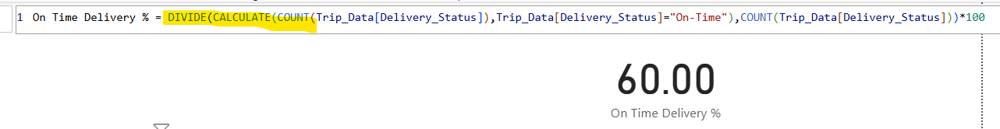 1 On Time Delivery % = DIVIDE(CALCULATE(COUNT(Trip_Data[Delivery_Status]),Trip_Data[Delivery_Status]="On-Time"),COUNT(Trip_Data[Delivery_Status]))*100
60.00
On Time Delivery %